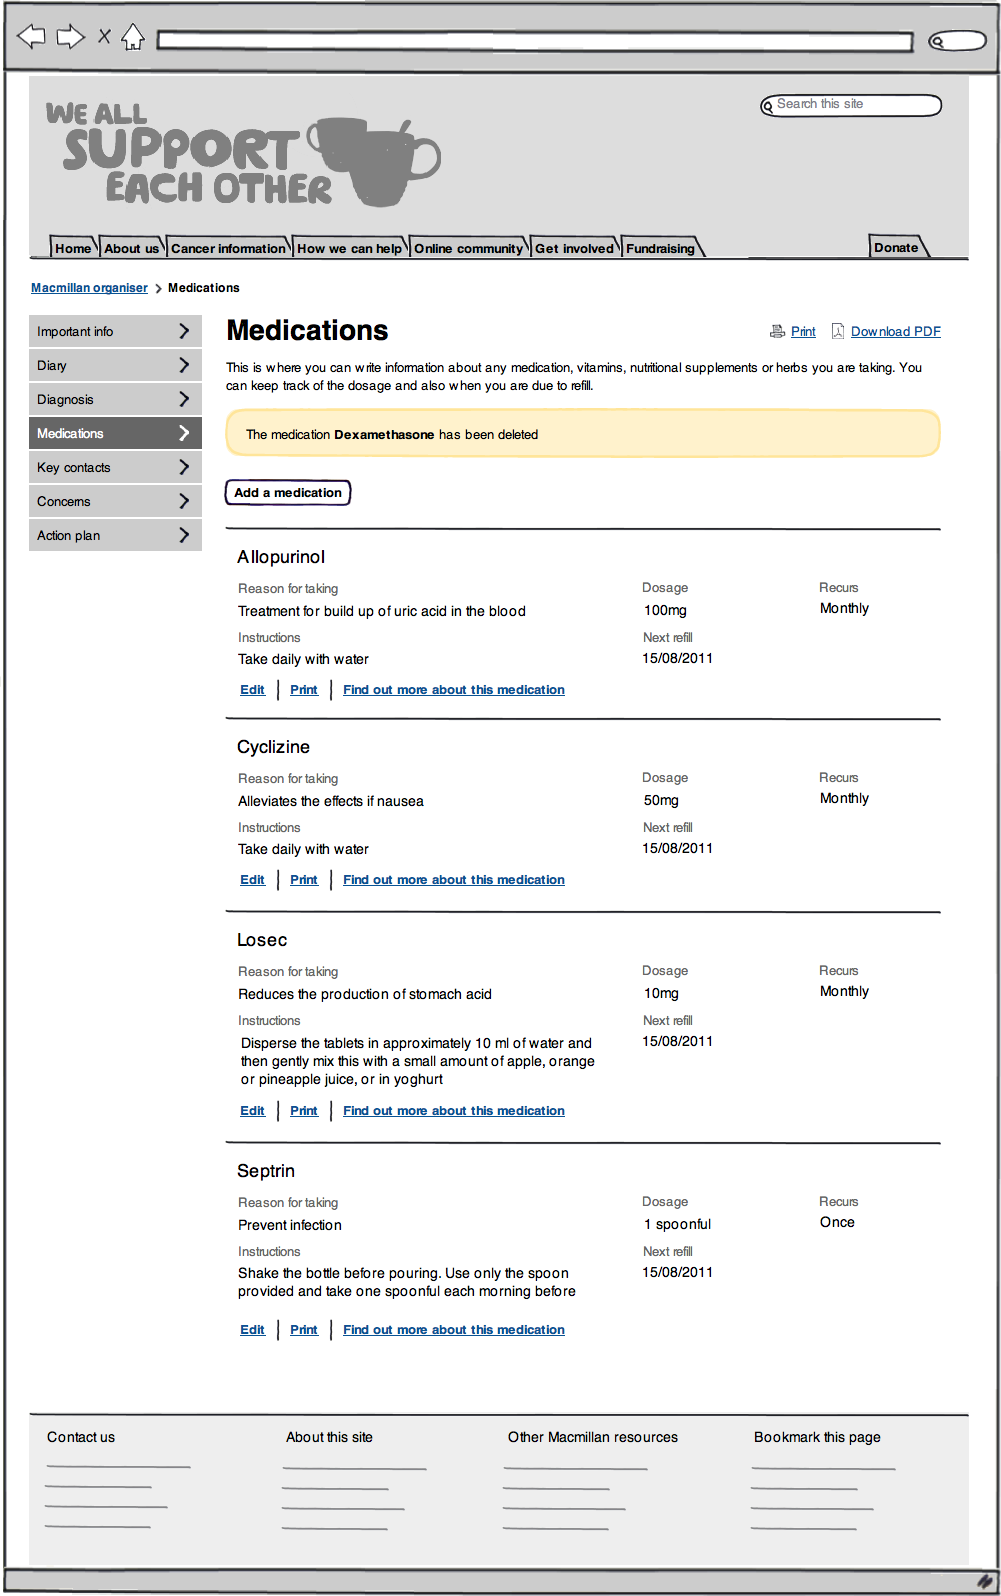 WE ALL
SUPPORT
EACH OTHER
Search this site
Home About us Cancer information How we can help Online community Get involved Fundraising Donate
Macmillan organiser Medications
Important info
Diary
Diagnosis
Medications
Key contacts
Concerns
Action plan
Medications
Print Download PDF
This is where you can write information about any medication, vitamins, nutritional supplements or herbs you are taking. You
can keep track of the dosage and also when you are due to refill.
The medication Dexamethasone has been deleted
Add a medication
Allopurinol
Reason for taking Dosage Recurs
Treatment for build up of uric acid in the blood 100mg Monthly
Instructions Next refill
Take daily with water 15/08/2011
Edit Print Find out more about this medication
Cyclizine
Reason for taking Dosage Recurs
Alleviates the effects if nausea 50mg Monthly
Instructions Next refill
Take daily with water 15/08/2011
Edit Print Find out more about this medication
Losec
Reason for taking Dosage Recurs
Reduces the production of stomach acid 10mg Monthly
Instructions Next refill
Disperse the tablets in approximately 10 ml of water and 15/08/2011
then gently mix this with a small amount of apple, orange
or pineapple juice, or in yoghurt
Edit Print Find out more about this medication
Septrin
Reason for taking Dosage Recurs
Prevent infection 1 spoonful Once
Instructions Next refill
Shake the bottle before pouring. Use only the spoon 15/08/2011
provided and take one spoonful each morning before
Edit Print Find out more about this medication
Contact us About this site Other Macmillan resources Bookmark this page